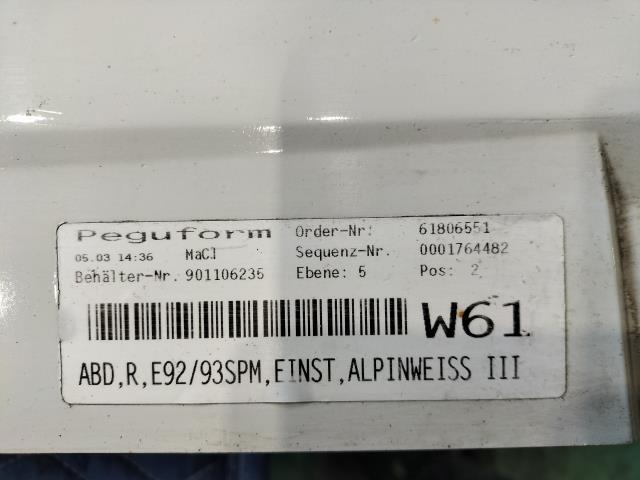 Peguform Order-Nr: 61806551
05.03 14:36 MaCl Sequenz-Nr. 0001764482
Behälter-Nr. 901106235 Ebene: 5 Pos: 2
W61
ABD,R,E92/93SPM,EINST,ALPINWEISS III